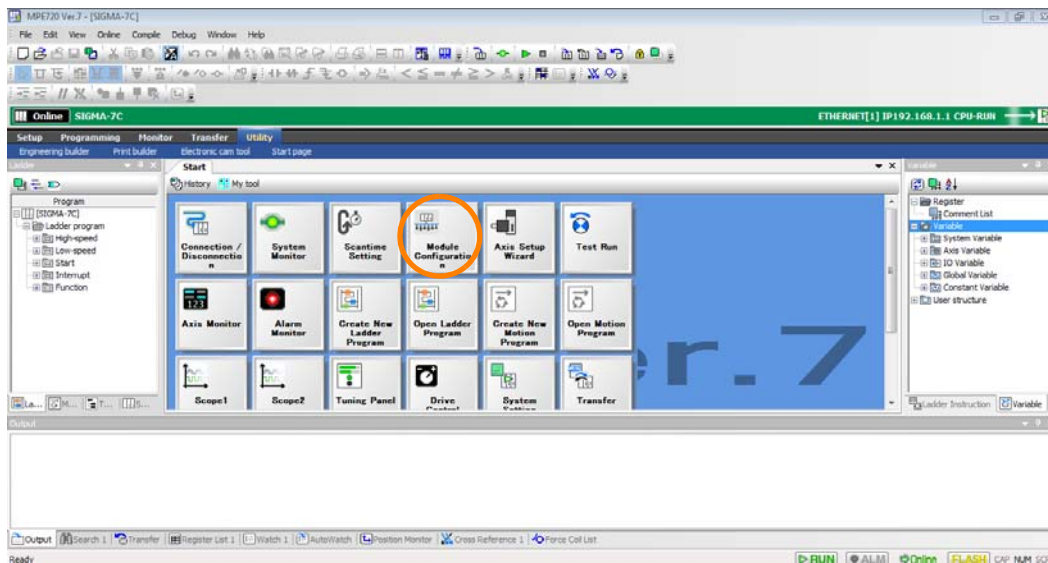 MPE720 Ver.7 - [SIGMA-7C]
File Edit View Online Compile Debug Window Help
Online SIGMA-7C
ETHERNET[1] IP192.168.1.1 CPU-RUN
Setup Programming Monitor Transfer Utility
Engineering builder Print builder Electronic cam tool Start page
Ladder
Program
[SIGMA-7C]
Ladder program
High-speed
Low-speed
Start
Interrupt
Function
La... M... T... S...
Start
History My tool
Connection /
Disconnectio
n
System
Monitor
Scantime
Setting
Module
Configuratio
n
Axis Setup
Wizard
Test Run
Axis Monitor
Alarm
Monitor
Create New
Ladder
Program
Open Ladder
Program
Create New
Motion
Program
Open Motion
Program
Scope1
Scope2
Tuning Panel
Drive
Control
System
Setting
Transfer
er.7
Variable
Register
Comment List
Variable
System Variable
Axis Variable
IO Variable
Global Variable
Constant Variable
User structure
Ladder Instruction Variable
Output
Output Search 1 Transfer Register List 1 Watch 1 AutoWatch Position Monitor Cross Reference 1 Force Coil List
Ready
RUN ALM Online FLASH CAP NUM SCR